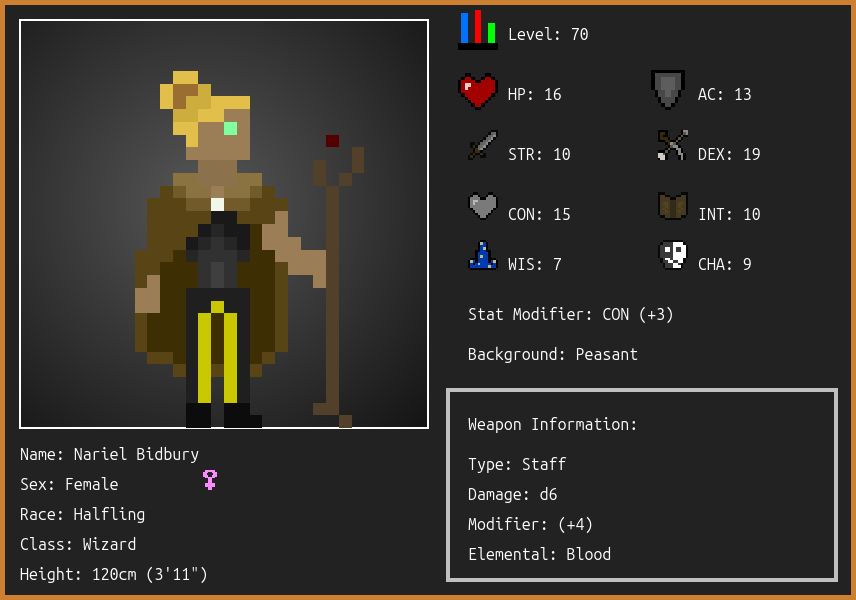 Level: 70
HP: 16
AC: 13
STR: 10
DEX: 19
CON: 15
INT: 10
WIS: 7
CHA: 9
Stat Modifier: CON (+3)
Background: Peasant
Weapon Information:
Type: Staff
Damage: d6
Modifier: (+4)
Elemental: Blood
Name: Nariel Bidbury
Sex: Female
Race: Halfling
Class: Wizard
Height: 120cm (3'11")